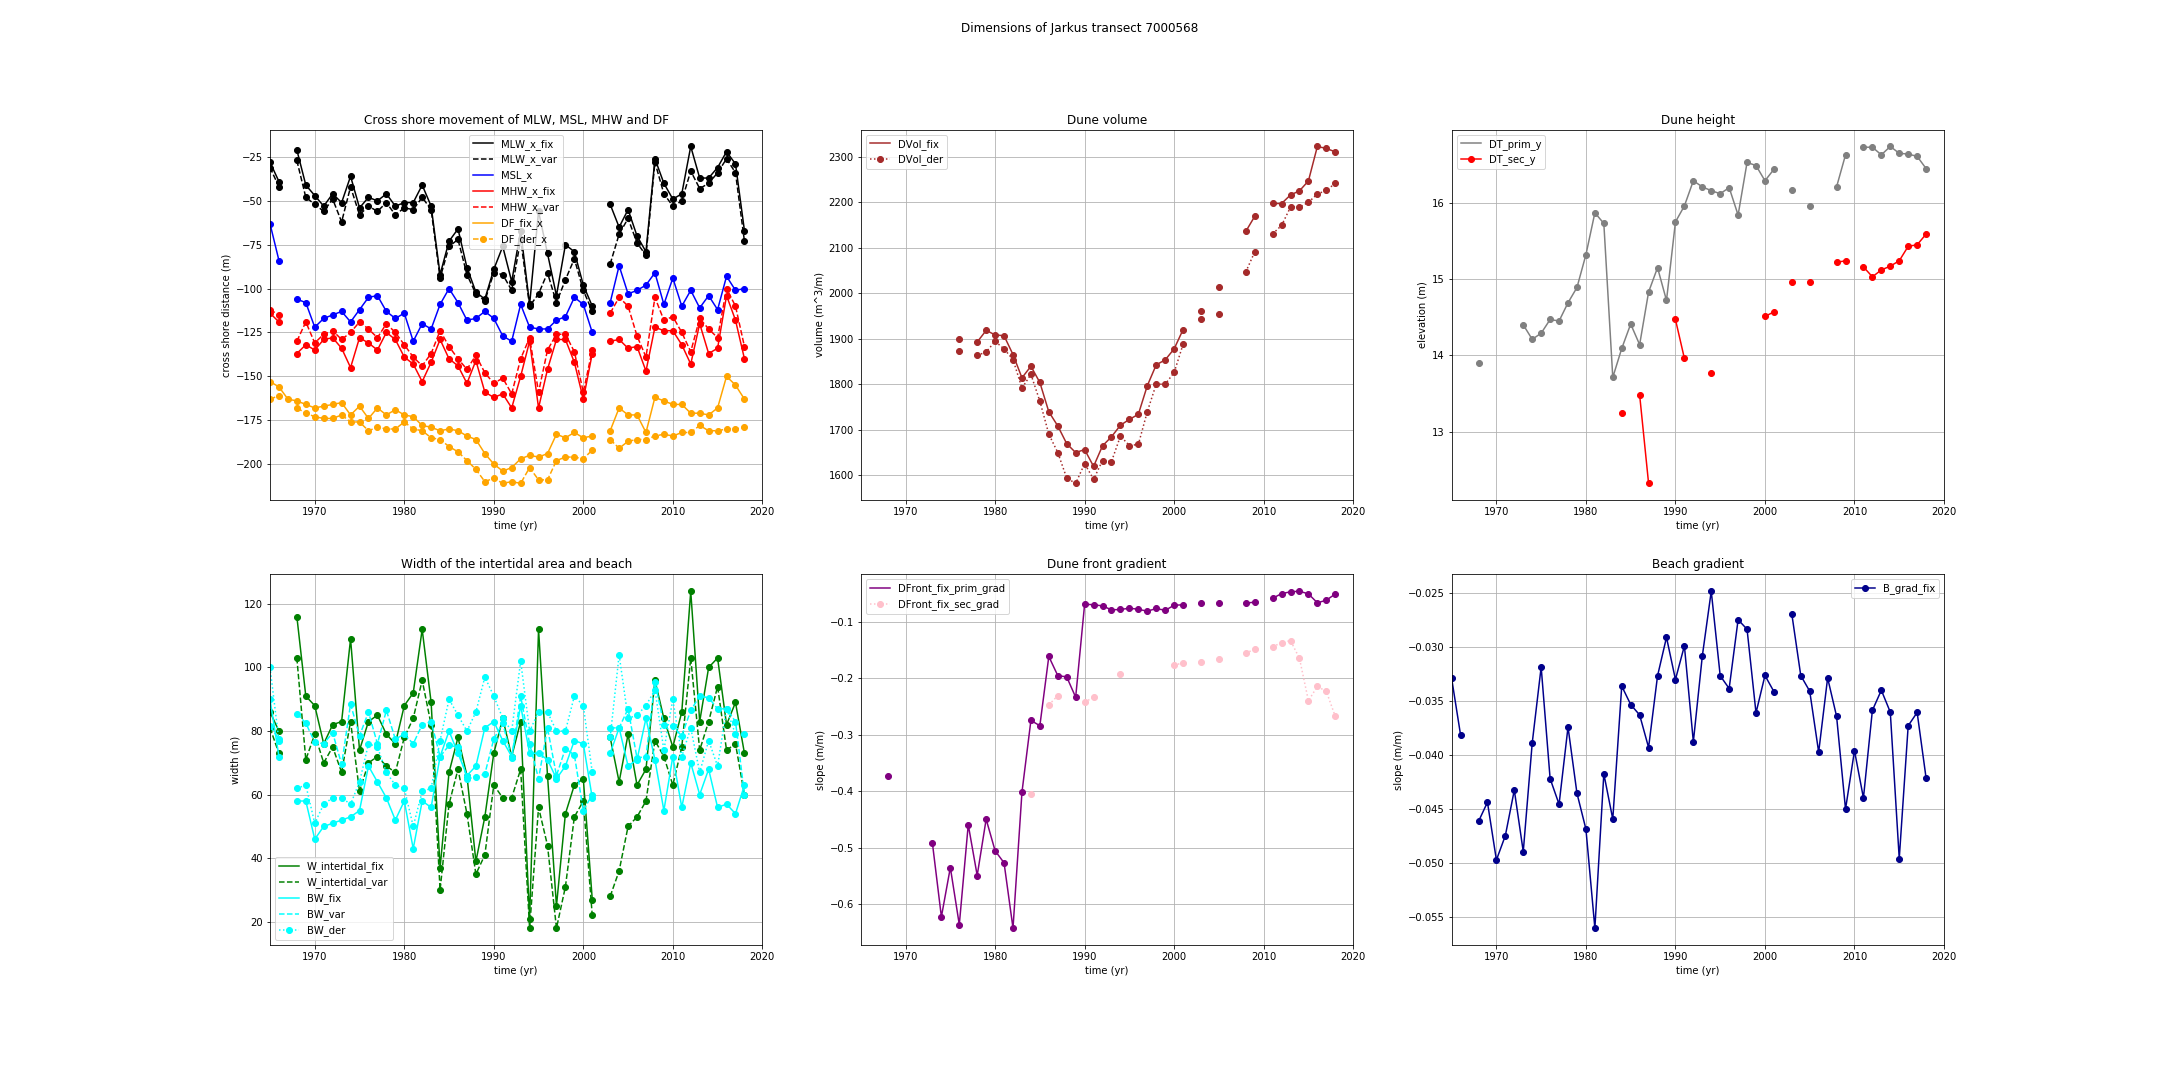 Dimensions of Jarkus transect 7000568
Cross shore movement of MLW, MSL, MHW and DF
cross shore distance (m)
−25
−50
−75
−100
−125
−150
−175
−200
MLW_x_fix
MLW_x_var
MSL_x
MHW_x_fix
MHW_x_var
DF_fix_x
DF_der_x
1970 1980 1990 2000 2010 2020
time (yr)
Dune volume
volume (m^3/m)
2300
2200
2100
2000
1900
1800
1700
1600
DVol_fix
DVol_der
1970 1980 1990 2000 2010 2020
time (yr)
Dune height
elevation (m)
16
15
14
13
DT_prim_y
DT_sec_y
1970 1980 1990 2000 2010 2020
time (yr)
Width of the intertidal area and beach
width (m)
120
100
80
60
40
20
W_intertidal_fix
W_intertidal_var
BW_fix
BW_var
BW_der
1970 1980 1990 2000 2010 2020
time (yr)
Dune front gradient
slope (m/m)
−0.1
−0.2
−0.3
−0.4
−0.5
−0.6
DFront_fix_prim_grad
DFront_fix_sec_grad
1970 1980 1990 2000 2010 2020
time (yr)
Beach gradient
slope (m/m)
−0.025
−0.030
−0.035
−0.040
−0.045
−0.050
−0.055
B_grad_fix
1970 1980 1990 2000 2010 2020
time (yr)